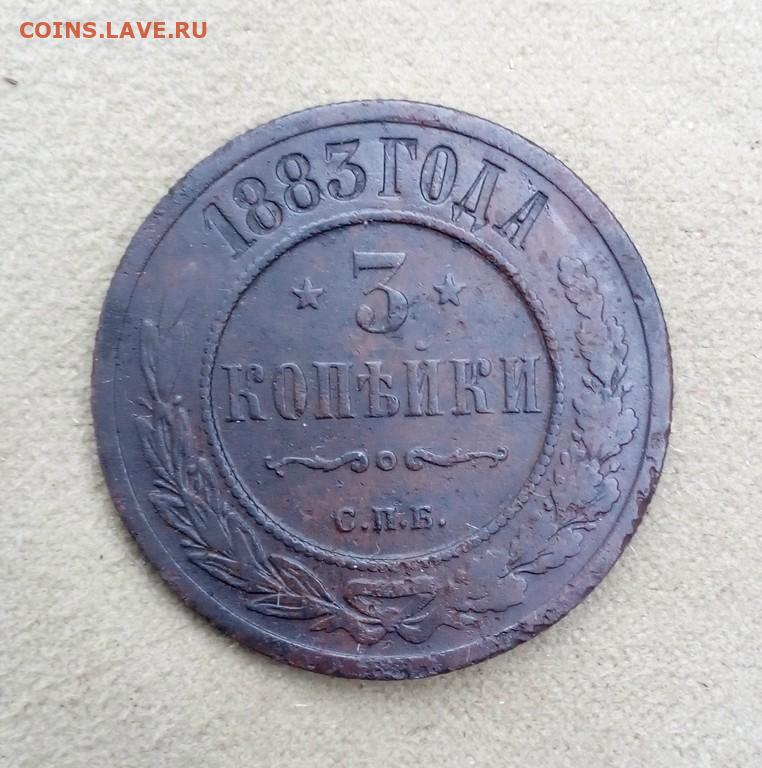 COINS.LAVE.RU
1883 ГОДА
3
КОПѢЙКИ
С.П.Б.